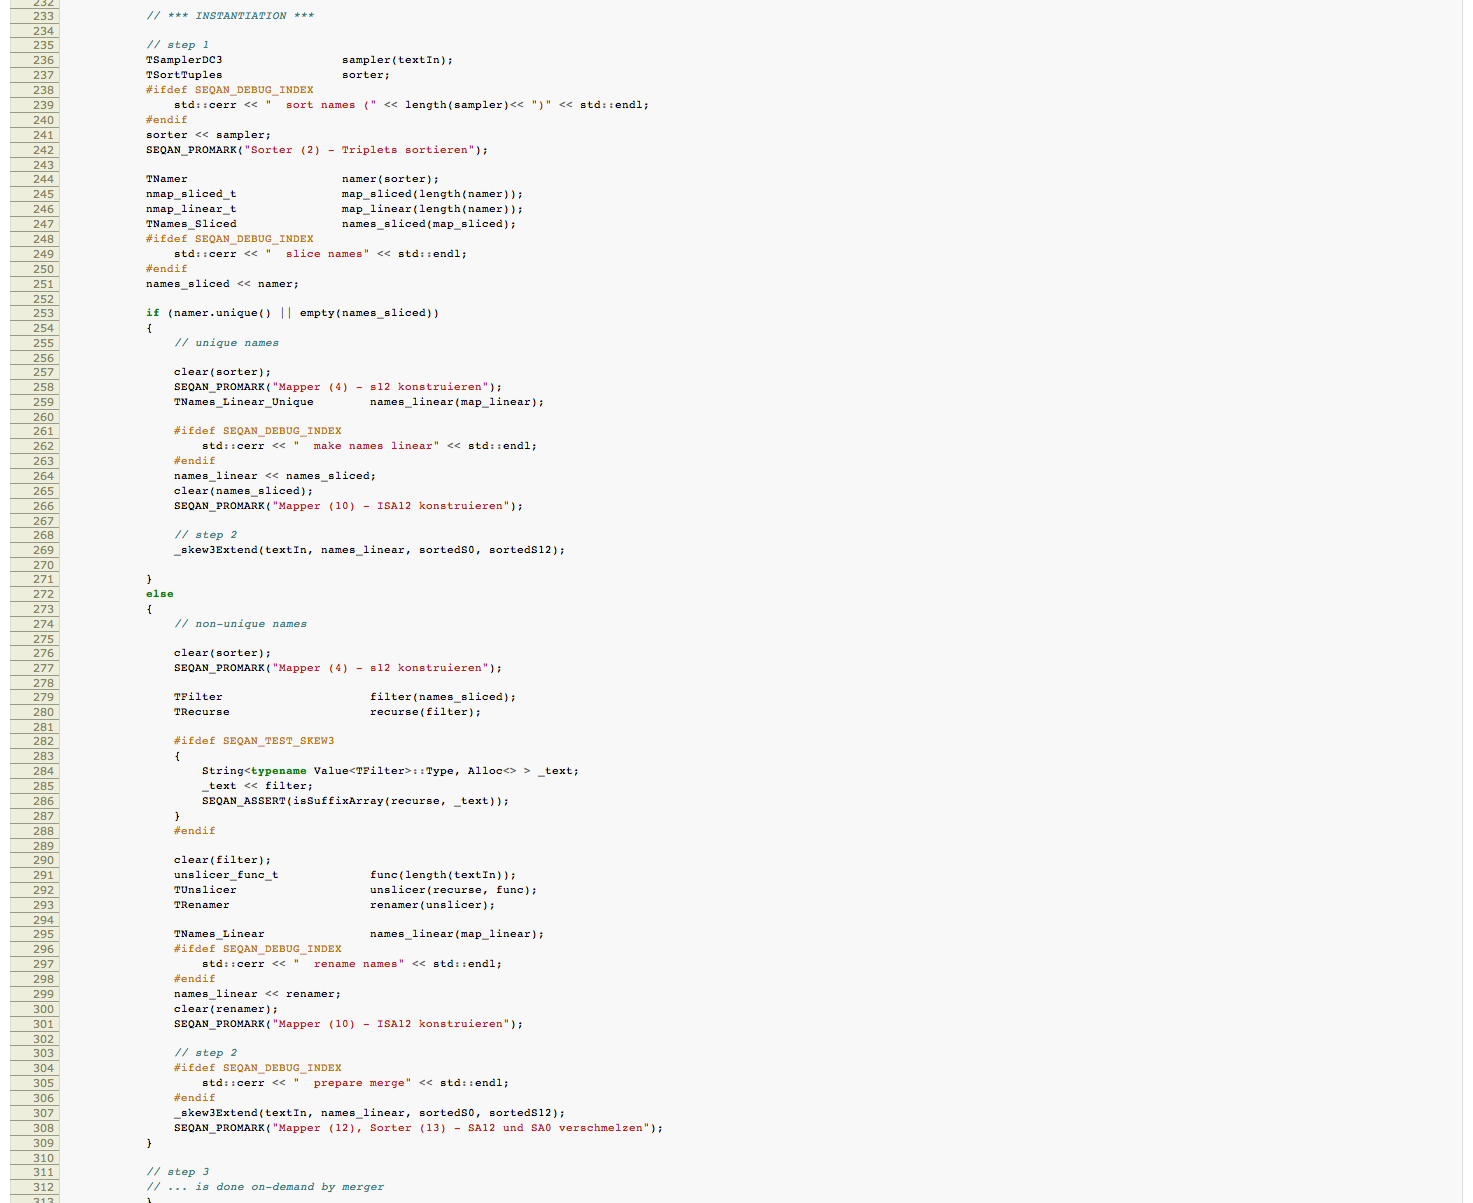 232
233 // *** INSTANTIATION ***
234
235 // step 1
236 TSamplerDC3 sampler(textIn);
237 TSortTuples sorter;
238 #ifdef SEQAN_DEBUG_INDEX
239 std::cerr << "  sort names (" << length(sampler)<< ")" << std::endl;
240 #endif
241 sorter << sampler;
242 SEQAN_PROMARK("Sorter (2) - Triplets sortieren");
243
244 TNamer namer(sorter);
245 nmap_sliced_t map_sliced(length(namer));
246 nmap_linear_t map_linear(length(namer));
247 TNames_Sliced names_sliced(map_sliced);
248 #ifdef SEQAN_DEBUG_INDEX
249 std::cerr << "  slice names" << std::endl;
250 #endif
251 names_sliced << namer;
252
253 if (namer.unique() || empty(names_sliced))
254 {
255 // unique names
256
257 clear(sorter);
258 SEQAN_PROMARK("Mapper (4) - s12 konstruieren");
259 TNames_Linear_Unique names_linear(map_linear);
260
261 #ifdef SEQAN_DEBUG_INDEX
262 std::cerr << "  make names linear" << std::endl;
263 #endif
264 names_linear << names_sliced;
265 clear(names_sliced);
266 SEQAN_PROMARK("Mapper (10) - ISA12 konstruieren");
267
268 // step 2
269 _skew3Extend(textIn, names_linear, sortedS0, sortedS12);
270
271 }
272 else
273 {
274 // non-unique names
275
276 clear(sorter);
277 SEQAN_PROMARK("Mapper (4) - s12 konstruieren");
278
279 TFilter filter(names_sliced);
280 TRecurse recurse(filter);
281
282 #ifdef SEQAN_TEST_SKEW3
283 {
284 String<typename Value<TFilter>::Type, Alloc<> > _text;
285 _text << filter;
286 SEQAN_ASSERT(isSuffixArray(recurse, _text));
287 }
288 #endif
289
290 clear(filter);
291 unslicer_func_t func(length(textIn));
292 TUnslicer unslicer(recurse, func);
293 TRenamer renamer(unslicer);
294
295 TNames_Linear names_linear(map_linear);
296 #ifdef SEQAN_DEBUG_INDEX
297 std::cerr << "  rename names" << std::endl;
298 #endif
299 names_linear << renamer;
300 clear(renamer);
301 SEQAN_PROMARK("Mapper (10) - ISA12 konstruieren");
302
303 // step 2
304 #ifdef SEQAN_DEBUG_INDEX
305 std::cerr << "  prepare merge" << std::endl;
306 #endif
307 _skew3Extend(textIn, names_linear, sortedS0, sortedS12);
308 SEQAN_PROMARK("Mapper (12), Sorter (13) - SA12 und SA0 verschmelzen");
309 }
310
311 // step 3
312 // ... is done on-demand by merger
313 }